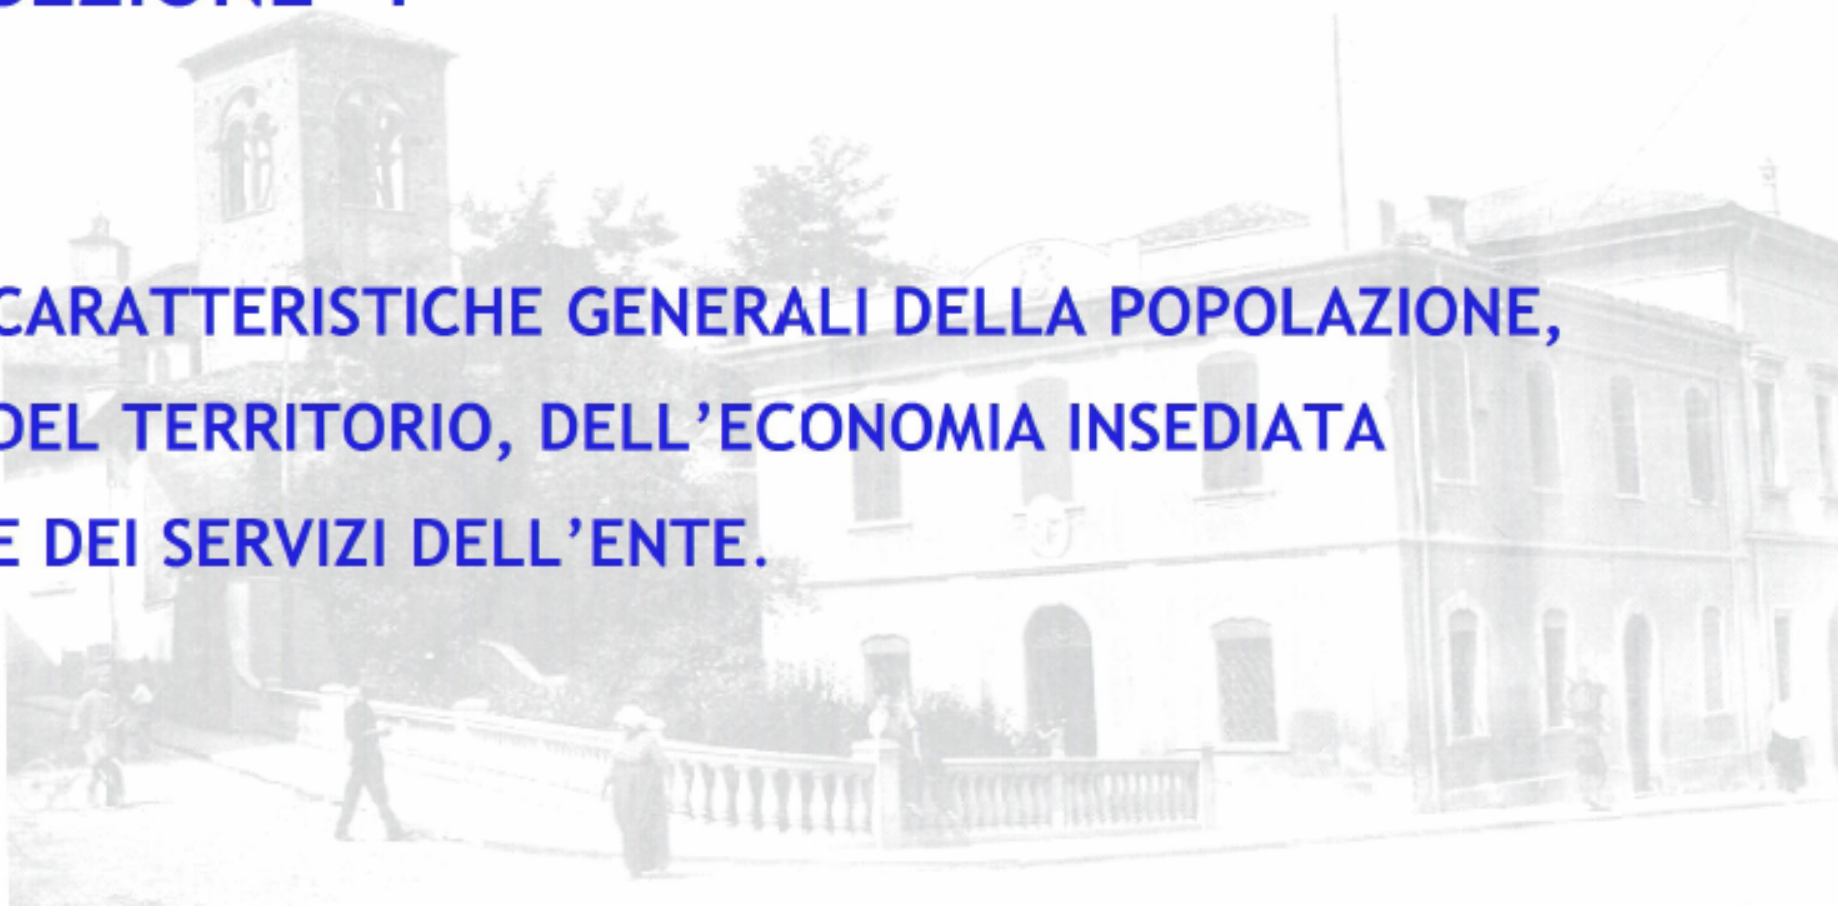 CARATTERISTICHE GENERALI DELLA POPOLAZIONE,
DEL TERRITORIO, DELL’ECONOMIA INSEDIATA
E DEI SERVIZI DELL’ENTE.